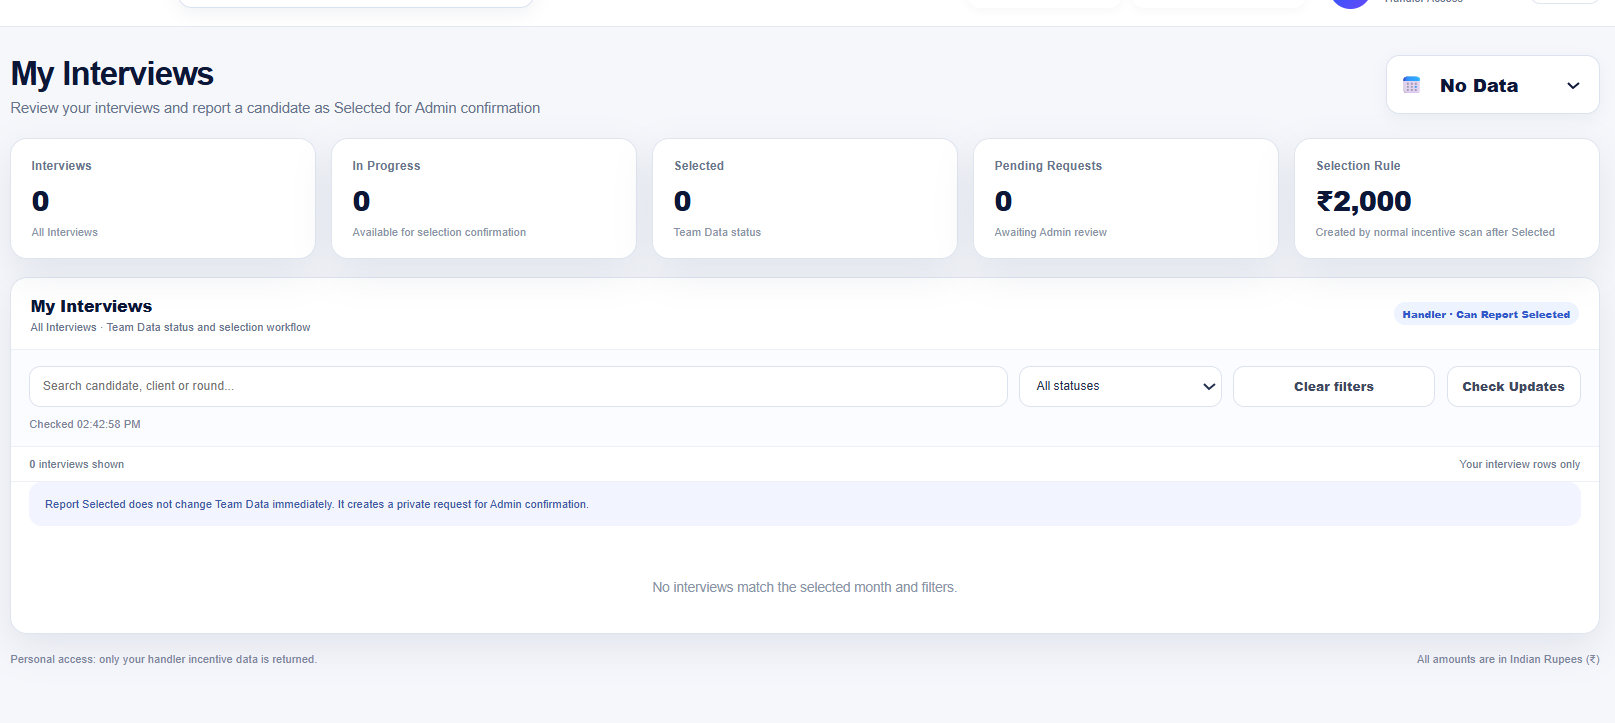 My Interviews
Review your interviews and report a candidate as Selected for Admin confirmation
No Data
Interviews
0
All Interviews
In Progress
0
Available for selection confirmation
Selected
0
Team Data status
Pending Requests
0
Awaiting Admin review
Selection Rule
₹2,000
Created by normal incentive scan after Selected
My Interviews
All Interviews · Team Data status and selection workflow
Handler · Can Report Selected
Search candidate, client or round...
All statuses
Clear filters
Check Updates
Checked 02:42:58 PM
0 interviews shown
Your interview rows only
Report Selected does not change Team Data immediately. It creates a private request for Admin confirmation.
No interviews match the selected month and filters.
Personal access: only your handler incentive data is returned.
All amounts are in Indian Rupees (₹)